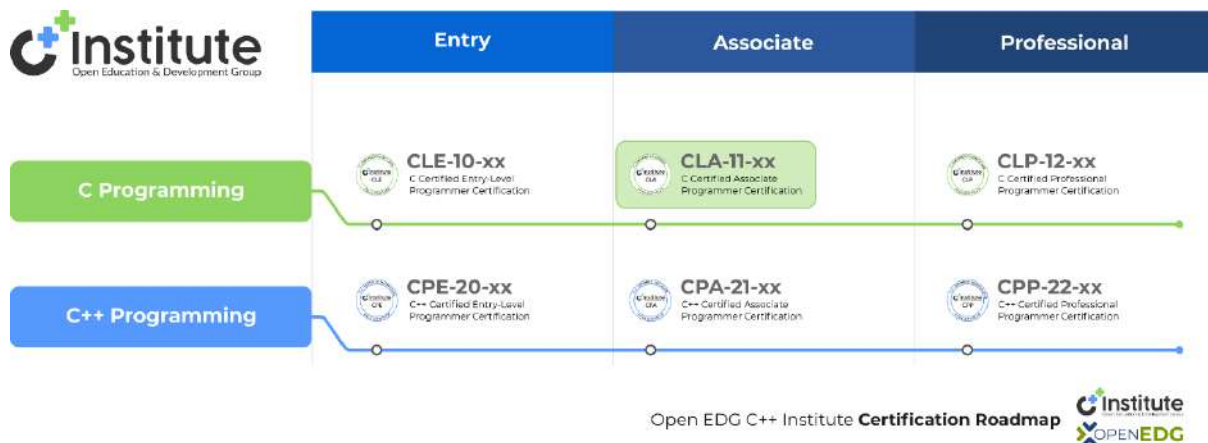 C++ Institute
Open Education & Development Group
Entry
Associate
Professional
C Programming
CLE-10-xx
C Certified Entry-Level
Programmer Certification
CLA-11-xx
C Certified Associate
Programmer Certification
CLP-12-xx
C Certified Professional
Programmer Certification
C++ Programming
CPE-20-xx
C++ Certified Entry-Level
Programmer Certification
CPA-21-xx
C++ Certified Associate
Programmer Certification
CPP-22-xx
C++ Certified Professional
Programmer Certification
Open EDG C++ Institute Certification Roadmap
C++ Institute
OPENEDG